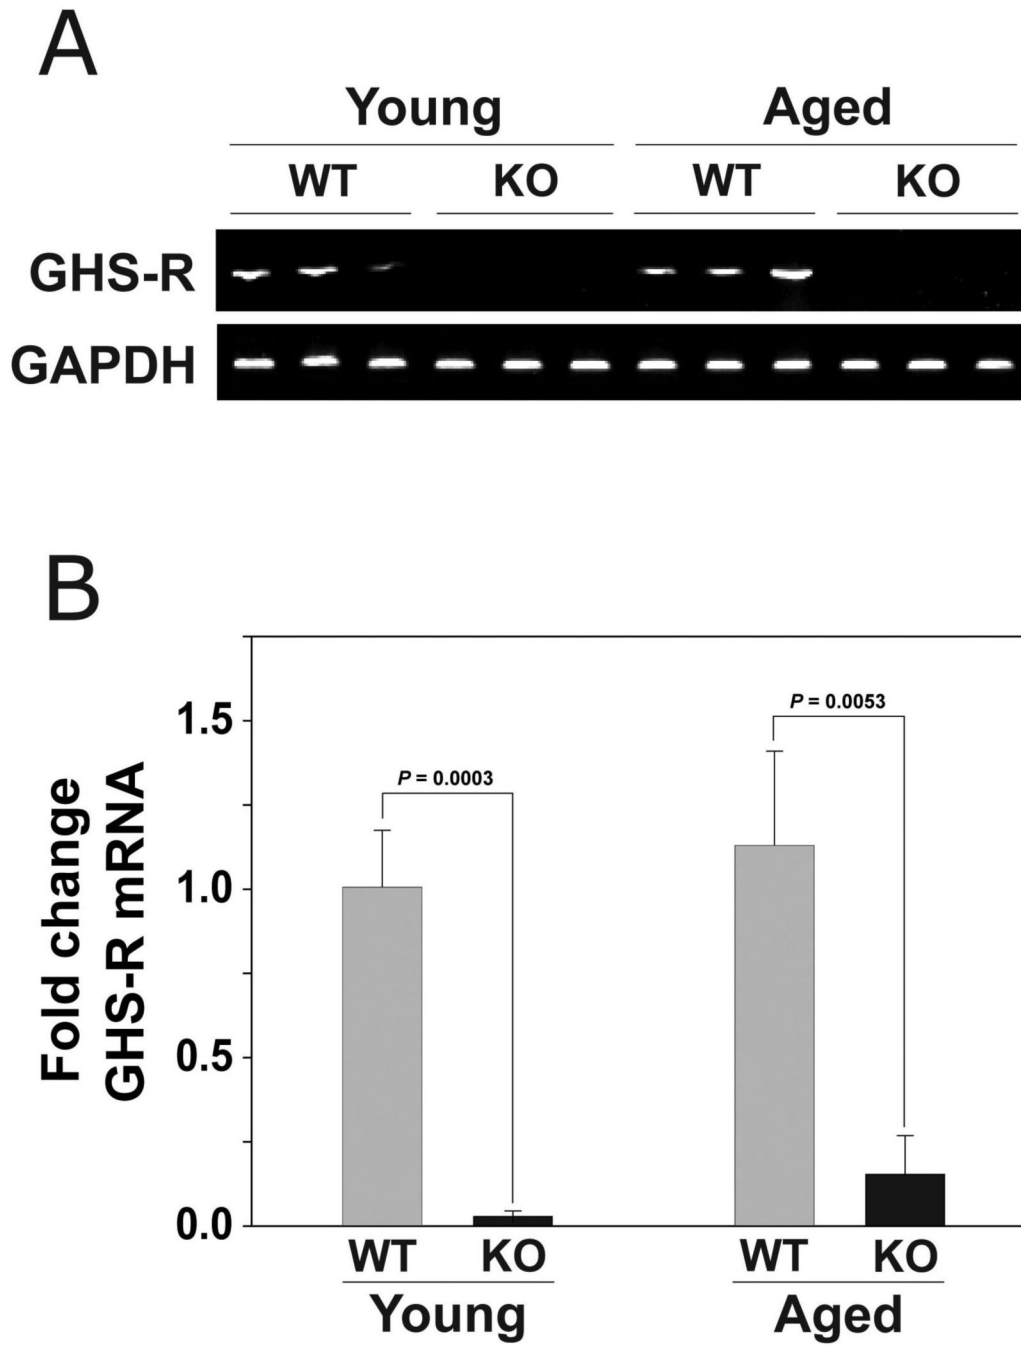 A
Young Aged
WT KO WT KO
GHS-R
GAPDH
B
Fold change
GHS-R mRNA
1.5
1.0
0.5
0.0
P = 0.0003
P = 0.0053
WT KO WT KO
Young Aged